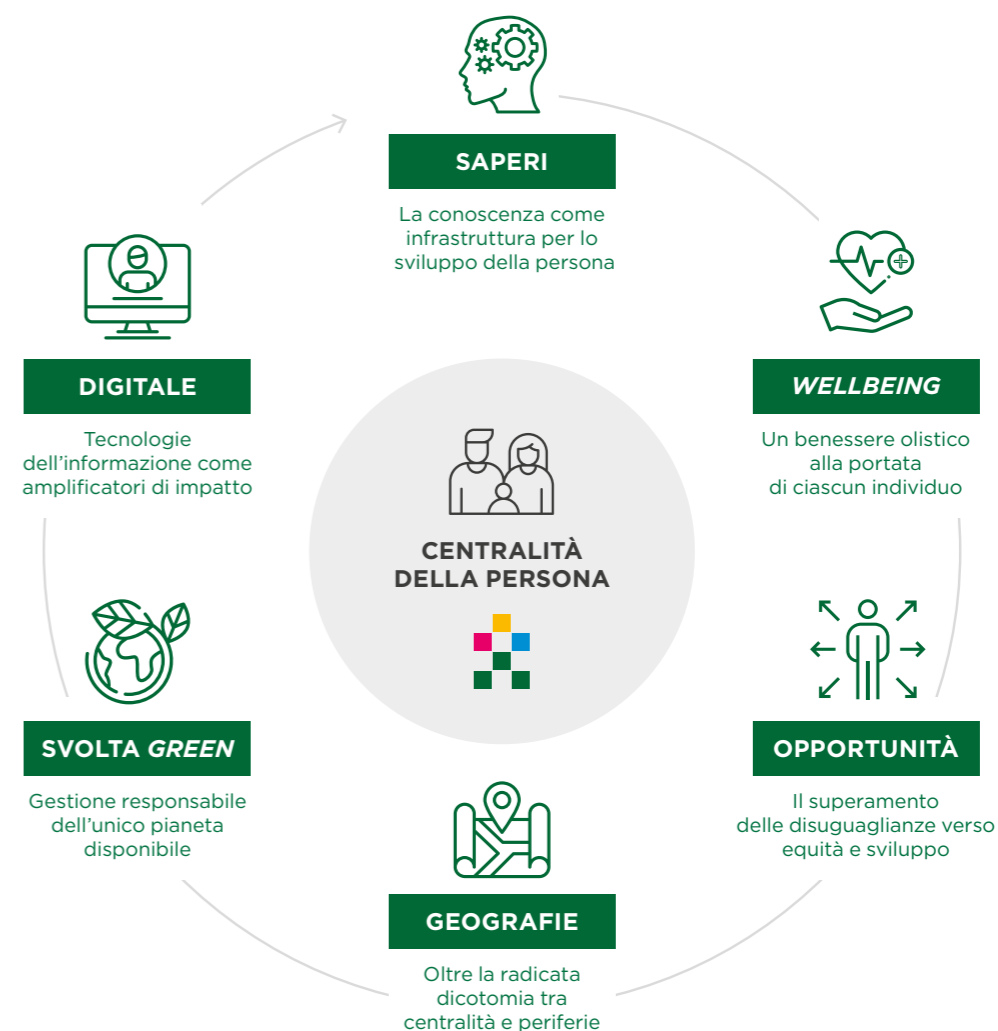 SAPERI
La conoscenza come
infrastruttura per lo
sviluppo della persona
WELLBEING
Un benessere olistico
alla portata
di ciascun individuo
OPPORTUNITÀ
Il superamento
delle disuguaglianze verso
equità e sviluppo
GEOGRAFIE
Oltre la radicata
dicotomia tra
centralità e periferie
SVOLTA GREEN
Gestione responsabile
dell’unico pianeta
disponibile
DIGITALE
Tecnologie
dell’informazione come
amplificatori di impatto
CENTRALITÀ
DELLA PERSONA